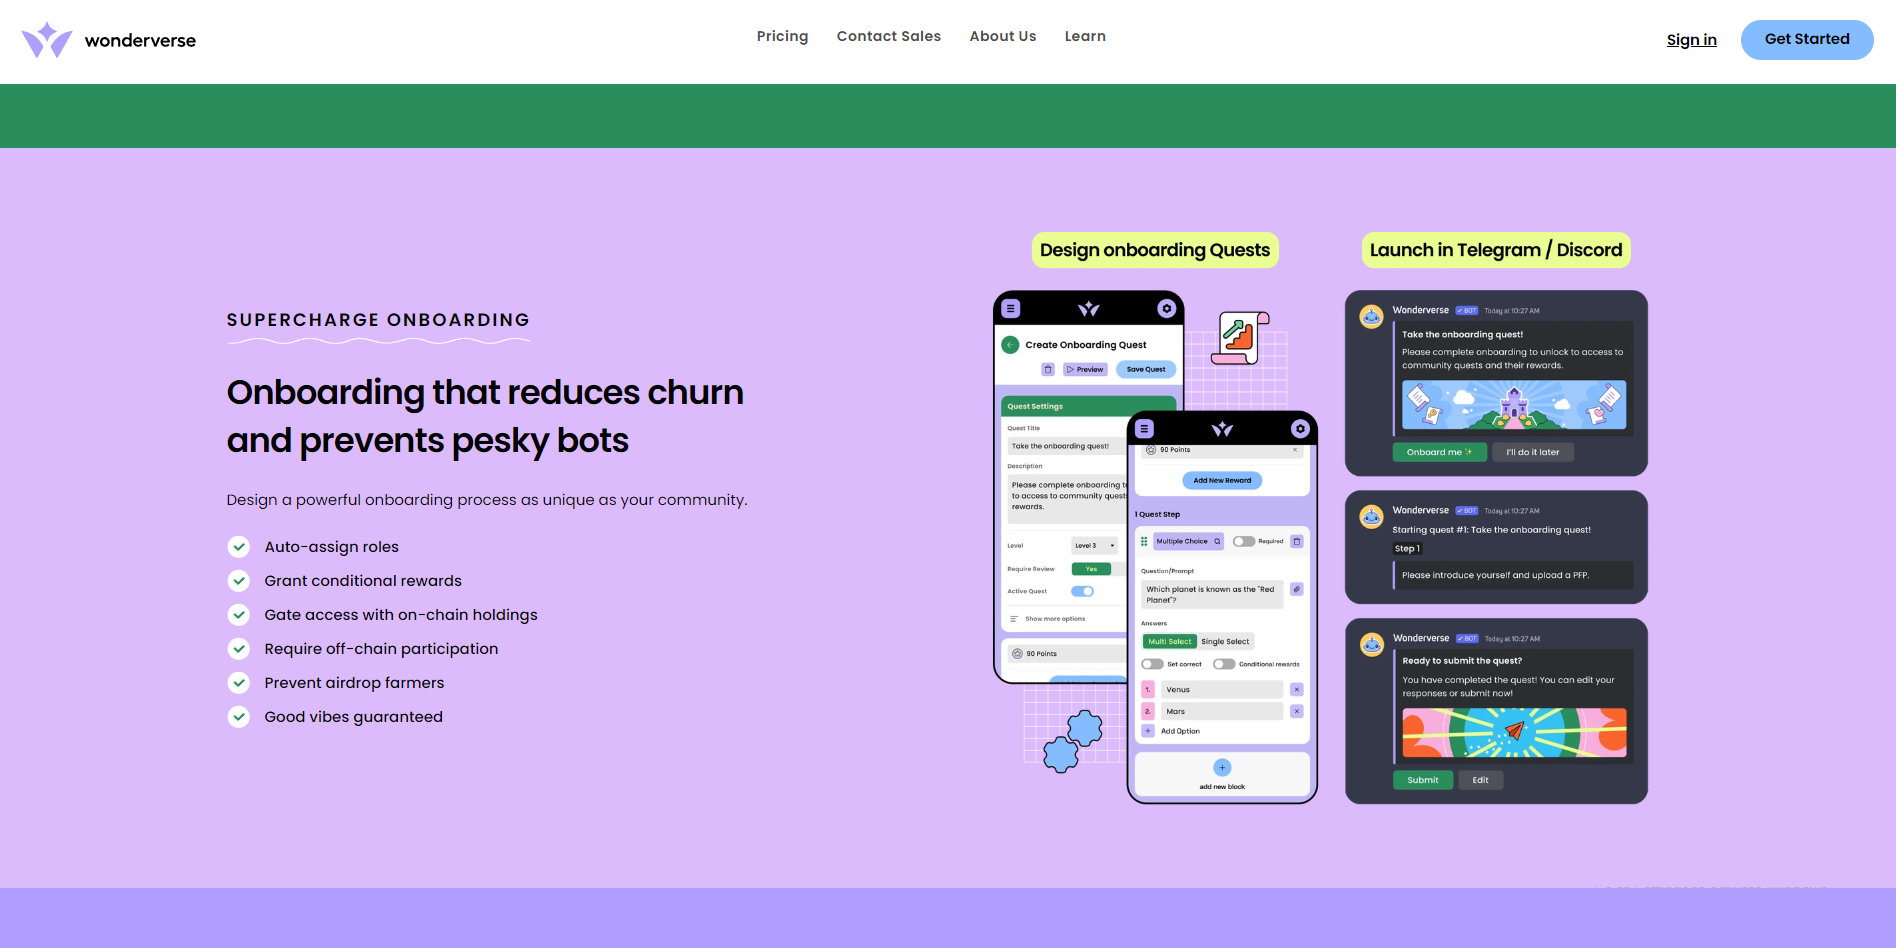 wonderverse
Pricing
Contact Sales
About Us
Learn
Sign in
Get Started
SUPERCHARGE ONBOARDING
Onboarding that reduces churn
and prevents pesky bots
Design a powerful onboarding process as unique as your community.
Auto-assign roles
Grant conditional rewards
Gate access with on-chain holdings
Require off-chain participation
Prevent airdrop farmers
Good vibes guaranteed
Design onboarding Quests
Create Onboarding Quest
Preview
Save Quest
Quest Settings
Quest Title
Take the onboarding quest!
Description
Please complete onboarding t
to access to community quest
rewards.
Level
Level 3
Require Review
Yes
Active Quest
Show more options
90 Points
90 Points
Add New Reward
1 Quest Step
Multiple Choice
Required
Question/Prompt
Which planet is known as the "Red
Planet"?
Answers
Multi Select
Single Select
Set correct
Conditional rewards
1.
Venus
2.
Mars
Add Option
add new block
Launch in Telegram / Discord
Wonderverse
BOT
Today at 10:27 AM
Take the onboarding quest!
Please complete onboarding to unlock to access to
community quests and their rewards.
Onboard me ✨
I'll do it later
Wonderverse
BOT
Today at 10:27 AM
Starting quest #1: Take the onboarding quest!
Step 1
Please introduce yourself and upload a PFP.
Wonderverse
BOT
Today at 10:27 AM
Ready to submit the quest?
You have completed the quest! You can edit your
responses or submit now!
Submit
Edit